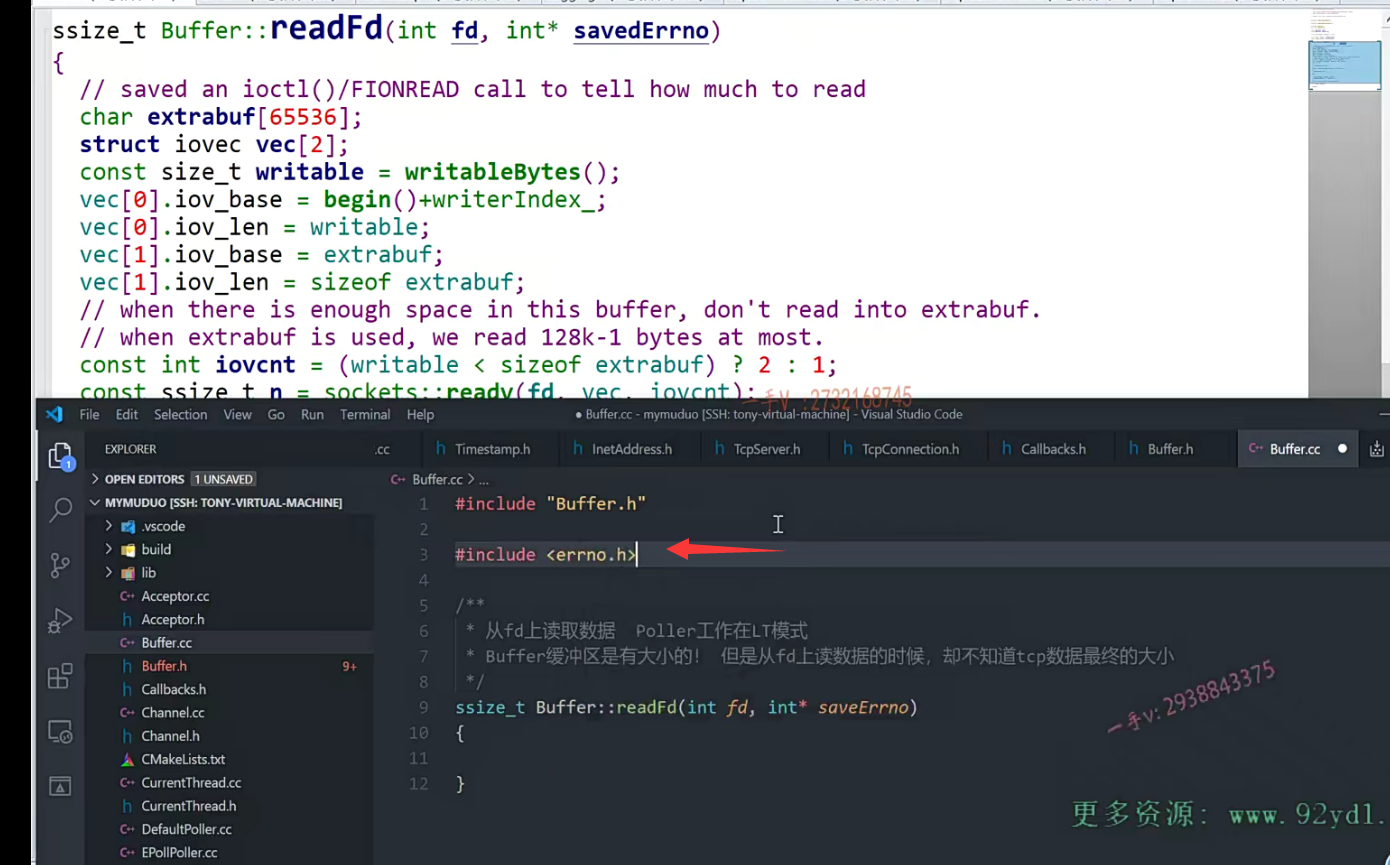 ssize_t Buffer::readFd(int fd, int* savedErrno)
{
// saved an ioctl()/FIONREAD call to tell how much to read
char extrabuf[65536];
struct iovec vec[2];
const size_t writable = writableBytes();
vec[0].iov_base = begin()+writerIndex_;
vec[0].iov_len = writable;
vec[1].iov_base = extrabuf;
vec[1].iov_len = sizeof extrabuf;
// when there is enough space in this buffer, don't read into extrabuf.
// when extrabuf is used, we read 128k-1 bytes at most.
const int iovcnt = (writable < sizeof extrabuf) ? 2 : 1;
const ssize_t n = sockets::readv(fd, vec, iovcnt);
一手V :2732168745
File Edit Selection View Go Run Terminal Help
● Buffer.cc - mymuduo [SSH: tony-virtual-machine] - Visual Studio Code
EXPLORER
.cc
Timestamp.h
InetAddress.h
TcpServer.h
TcpConnection.h
Callbacks.h
Buffer.h
Buffer.cc
1
OPEN EDITORS 1 UNSAVED
MYMUDUO [SSH: TONY-VIRTUAL-MACHINE]
.vscode
build
lib
Acceptor.cc
Acceptor.h
Buffer.cc
Buffer.h 9+
Callbacks.h
Channel.cc
Channel.h
CMakeLists.txt
CurrentThread.cc
CurrentThread.h
DefaultPoller.cc
EPollPoller.cc
Buffer.cc > ...
1 #include "Buffer.h"
2
3 #include <errno.h>
4
5 /**
6 * 从fd上读取数据 Poller工作在LT模式
7 * Buffer缓冲区是有大小的! 但是从fd上读数据的时候，却不知道tcp数据最终的大小
8 */
9 ssize_t Buffer::readFd(int fd, int* saveErrno)
10 {
11
12 }
一手v:2938843375
更多资源: www.92yd1.